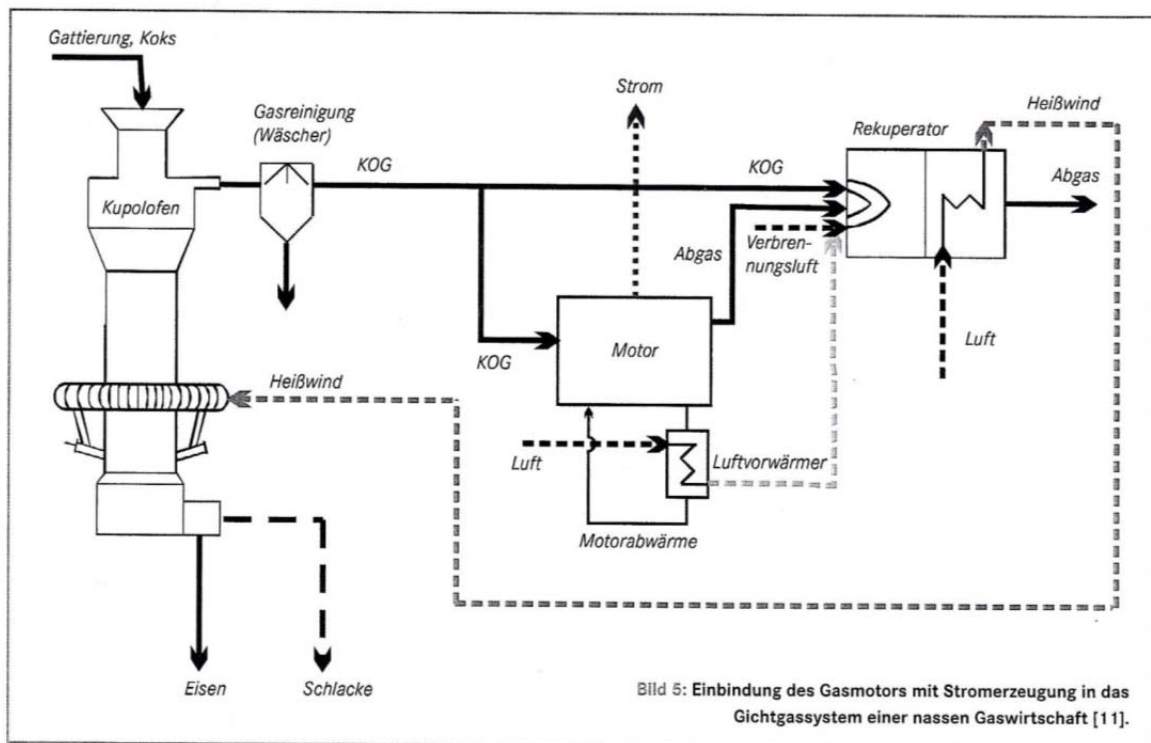 Gattierung, Koks
Gasreinigung
(Wäscher)
Kupolofen
KOG
Strom
Heißwind
Rekuperator
KOG
Abgas
Verbren-
nungsluft
Abgas
Luft
Motor
KOG
Heißwind
Luft
Luftvorwärmer
Motorabwärme
Eisen
Schlacke
Bild 5: Einbindung des Gasmotors mit Stromerzeugung in das
Gichtgassystem einer nassen Gaswirtschaft [11].